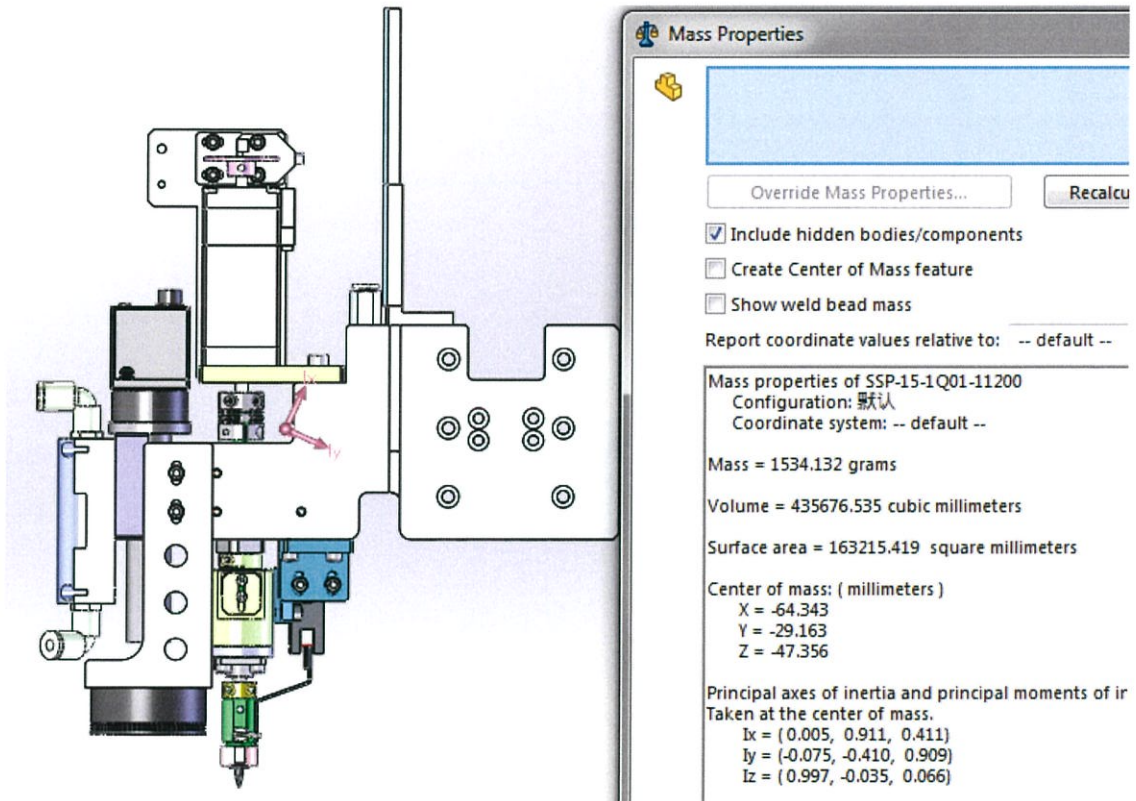 Mass Properties
Override Mass Properties...
Recalcu
Include hidden bodies/components
Create Center of Mass feature
Show weld bead mass
Report coordinate values relative to: -- default --
Mass properties of SSP-15-1Q01-11200
Configuration: 默认
Coordinate system: -- default --
Mass = 1534.132 grams
Volume = 435676.535 cubic millimeters
Surface area = 163215.419 square millimeters
Center of mass: ( millimeters )
X = -64.343
Y = -29.163
Z = -47.356
Principal axes of inertia and principal moments of in
Taken at the center of mass.
Ix = ( 0.005, 0.911, 0.411)
Iy = (-0.075, -0.410, 0.909)
Iz = ( 0.997, -0.035, 0.066)
Ix
Iy